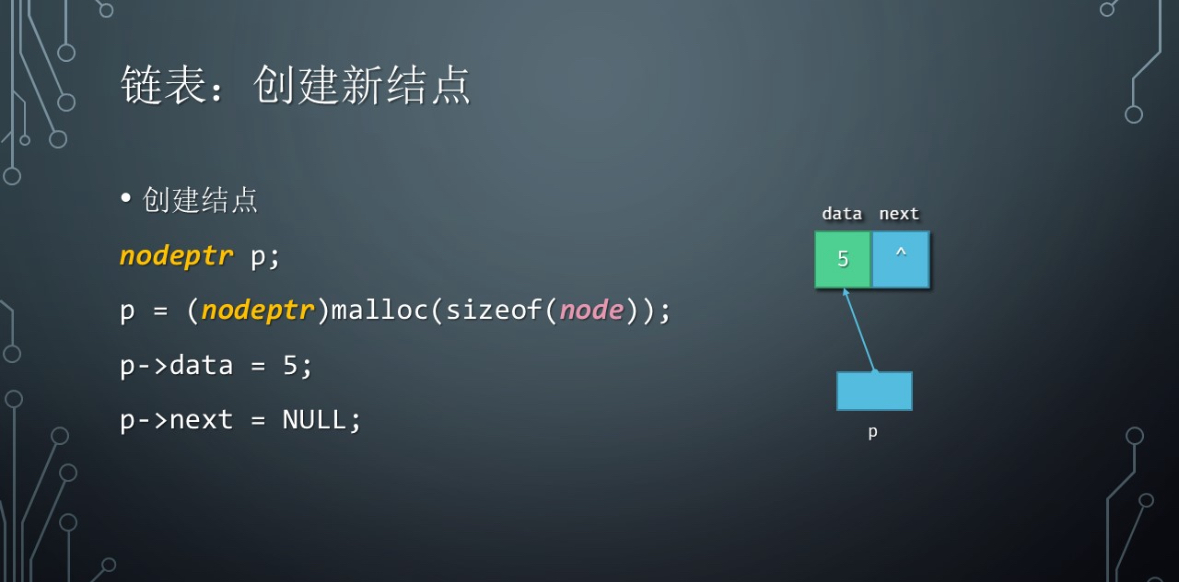 链表：创建新结点
• 创建结点
nodeptr p;
p = (nodeptr)malloc(sizeof(node));
p->data = 5;
p->next = NULL;
data next
5 ^
p